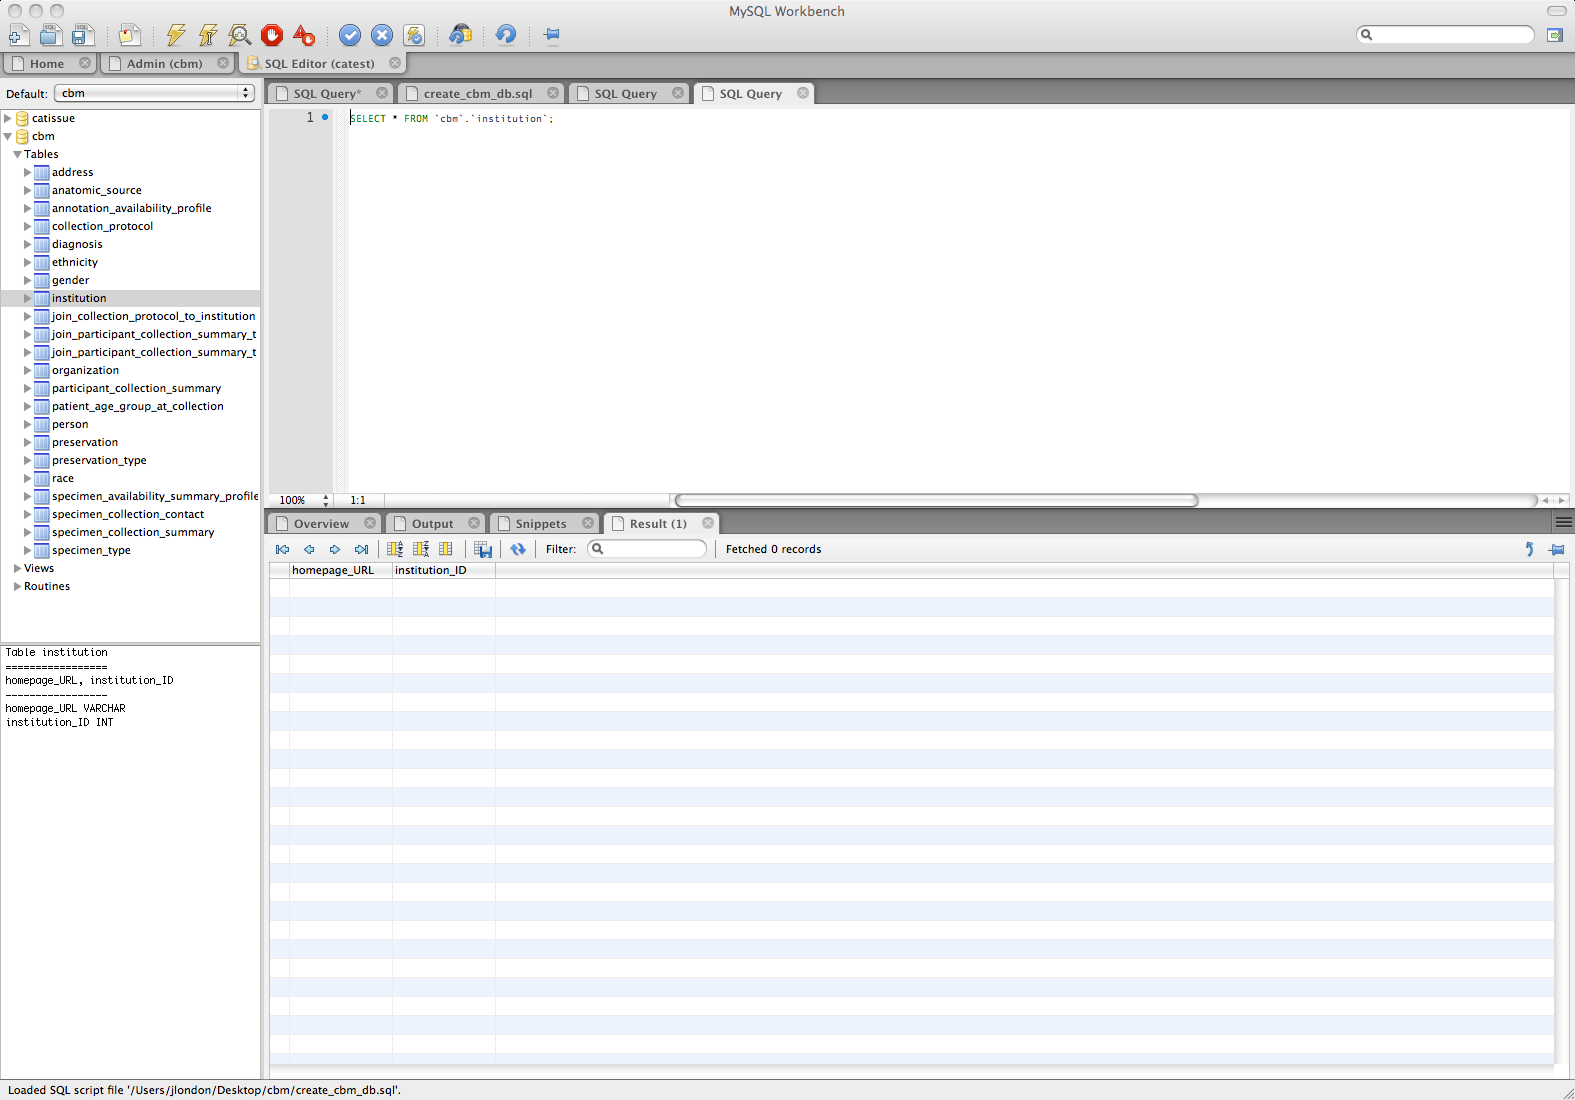 MySQL Workbench
Home
Admin (cbm)
SQL Editor (catest)
Default: cbm
SQL Query*
create_cbm_db.sql
SQL Query
SQL Query
catissue
cbm
Tables
address
anatomic_source
annotation_availability_profile
collection_protocol
diagnosis
ethnicity
gender
institution
join_collection_protocol_to_institution
join_participant_collection_summary_t
join_participant_collection_summary_t
organization
participant_collection_summary
patient_age_group_at_collection
person
preservation
preservation_type
race
specimen_availability_summary_profile
specimen_collection_contact
specimen_collection_summary
specimen_type
Views
Routines
1 SELECT * FROM `cbm`.`institution`;
100% 1:1
Overview
Output
Snippets
Result (1)
Filter:
Fetched 0 records
homepage_URL institution_ID
Table institution
=================
homepage_URL, institution_ID
-----------------
homepage_URL VARCHAR
institution_ID INT
Loaded SQL script file '/Users/jlondon/Desktop/cbm/create_cbm_db.sql'.